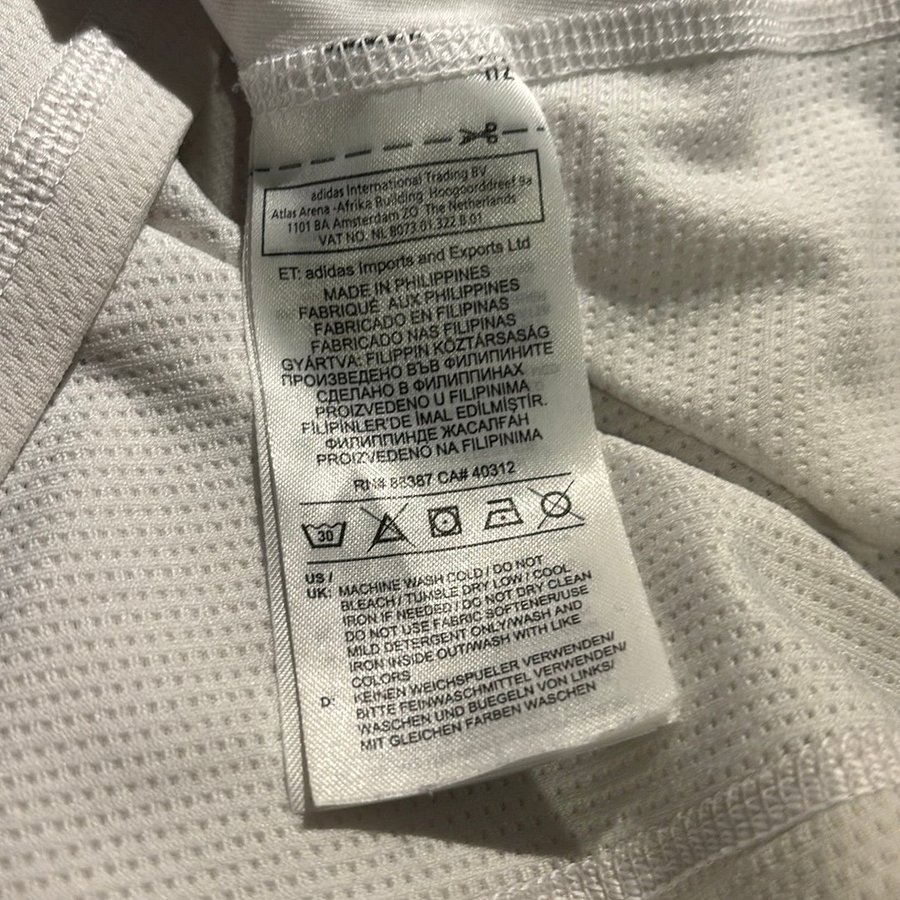 adidas International Trading BV
Atlas Arena -Afrika Building Hoogoorddreef 9a
1101 BA Amsterdam ZO The Netherlands
VAT NO. NL 8073.01.322.B.01
ET: adidas Imports and Exports Ltd
MADE IN PHILIPPINES
FABRIQUÉ AUX PHILIPPINES
FABRICADO EN FILIPINAS
FABRICADO NAS FILIPINAS
GYÁRTVA: FILIPPIN KÖZTÁRSASÁG
ПРОИЗВЕДЕНО ВЪВ ФИЛИПИНИТЕ
СДЕЛАНО В ФИЛИППИНАХ
PROIZVEDENO U FILIPINIMA
FİLİPİNLER'DE İMAL EDİLMİŞTİR.
ФИЛИППИНДЕ ЖАСАЛҒАН
PROIZVEDENO NA FILIPINIMA
RN# 88387 CA# 40312
30
US /
UK: MACHINE WASH COLD / DO NOT
BLEACH / TUMBLE DRY LOW / COOL
IRON IF NEEDED / DO NOT DRY CLEAN
DO NOT USE FABRIC SOFTENER/USE
MILD DETERGENT ONLY/WASH AND
IRON INSIDE OUT/WASH WITH LIKE
COLORS
D: KEINEN WEICHSPUELER VERWENDEN/
BITTE FEINWASCHMITTEL VERWENDEN/
WASCHEN UND BUEGELN VON LINKS/
MIT GLEICHEN FARBEN WASCHEN